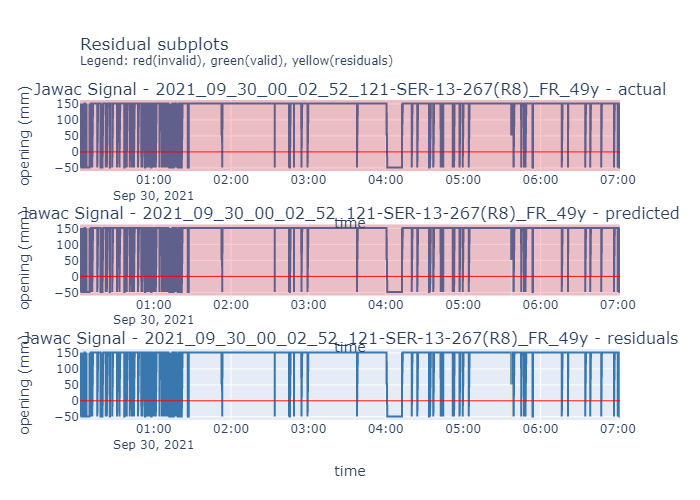 Residual subplots
Legend: red(invalid), green(valid), yellow(residuals)
Jawac Signal - 2021_09_30_00_02_52_121-SER-13-267(R8)_FR_49y - actual
opening (mm)
150
100
50
0
−50
01:00
Sep 30, 2021
02:00
03:00
04:00
05:00
06:00
07:00
time
Jawac Signal - 2021_09_30_00_02_52_121-SER-13-267(R8)_FR_49y - predicted
opening (mm)
150
100
50
0
−50
01:00
Sep 30, 2021
02:00
03:00
04:00
05:00
06:00
07:00
time
Jawac Signal - 2021_09_30_00_02_52_121-SER-13-267(R8)_FR_49y - residuals
opening (mm)
150
100
50
0
−50
01:00
Sep 30, 2021
02:00
03:00
04:00
05:00
06:00
07:00
time